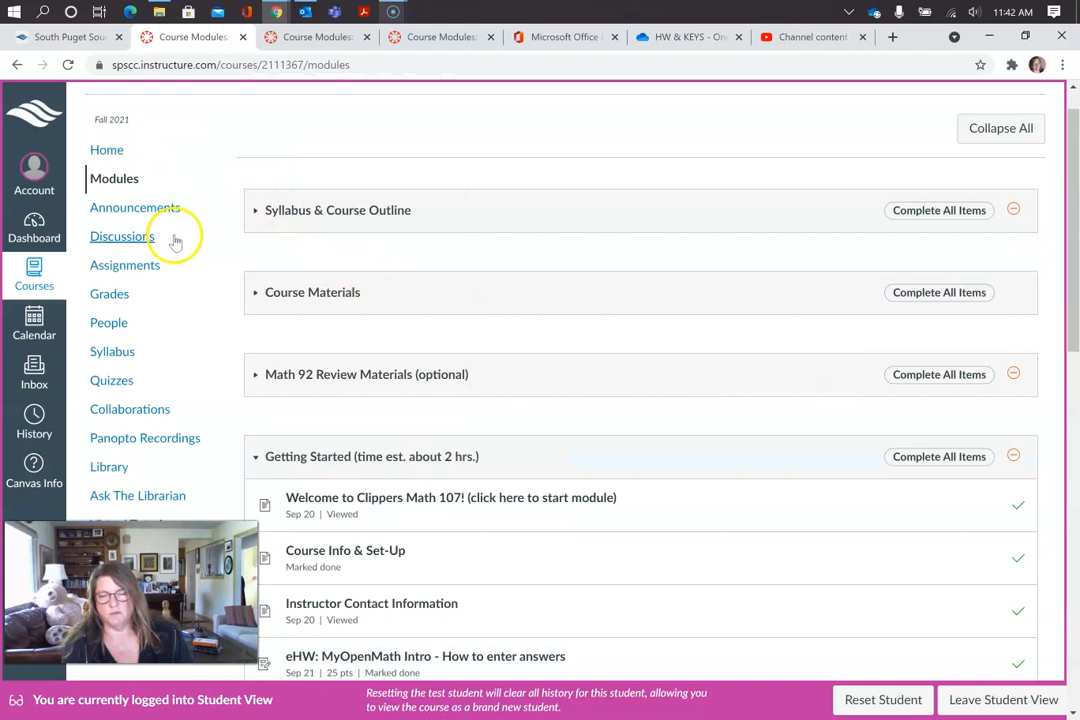 11:42 AM
South Puget Sou
Course Modules:
Course Modules:
Course Modules:
Microsoft Office
HW & KEYS - On
Channel content
spscc.instructure.com/courses/2111367/modules
Fall 2021
Collapse All
Home
Modules
Announcements
Discussions
Assignments
Grades
People
Syllabus
Quizzes
Collaborations
Panopto Recordings
Library
Ask The Librarian
Account
Dashboard
Courses
Calendar
Inbox
History
Canvas Info
Syllabus & Course Outline
Complete All Items
Course Materials
Complete All Items
Math 92 Review Materials (optional)
Complete All Items
Getting Started (time est. about 2 hrs.)
Complete All Items
Welcome to Clippers Math 107! (click here to start module)
Sep 20 | Viewed
Course Info & Set-Up
Marked done
Instructor Contact Information
Sep 20 | Viewed
eHW: MyOpenMath Intro - How to enter answers
Sep 21 | 25 pts | Marked done
You are currently logged into Student View
Resetting the test student will clear all history for this student, allowing
you to view the course as a brand new student.
Reset Student
Leave Student View